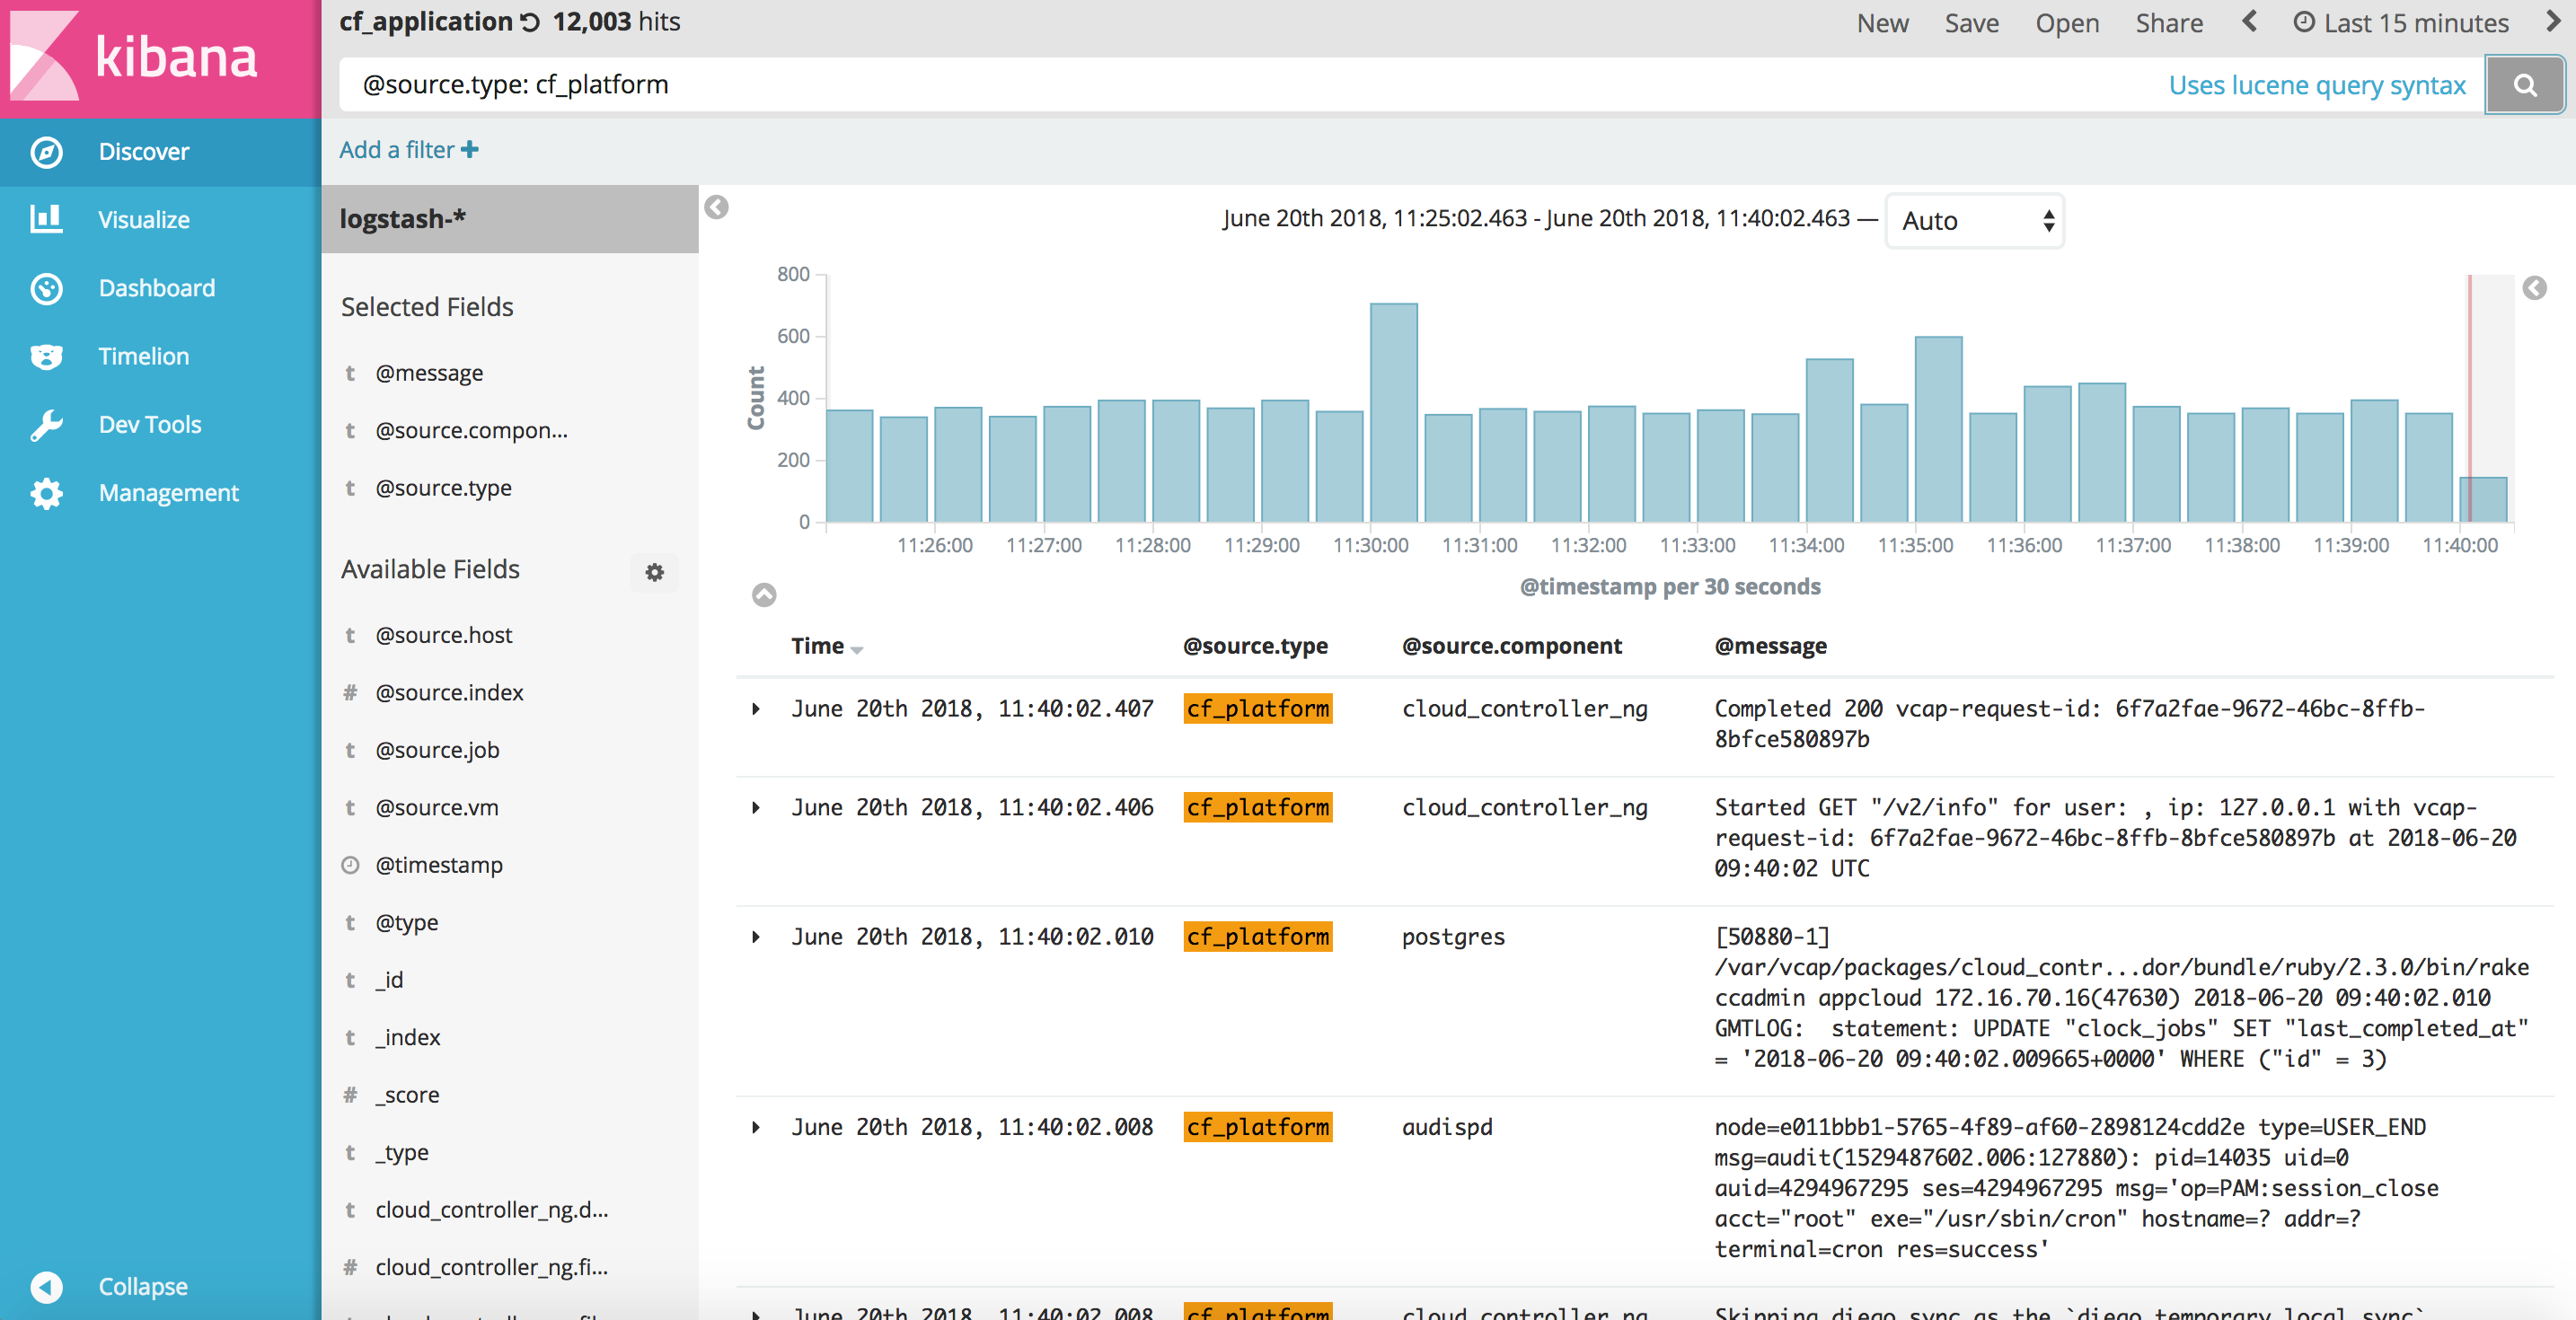 kibana
Discover
Visualize
Dashboard
Timelion
Dev Tools
Management
Collapse
cf_application 12,003 hits
New Save Open Share Last 15 minutes
@source.type: cf_platform
Uses lucene query syntax
Add a filter
logstash-*
Selected Fields
t @message
t @source.compon...
t @source.type
Available Fields
t @source.host
# @source.index
t @source.job
t @source.vm
@timestamp
t @type
t _id
t _index
# _score
t _type
t cloud_controller_ng.d...
# cloud_controller_ng.fi...
June 20th 2018, 11:25:02.463 - June 20th 2018, 11:40:02.463 —
Auto
Count
800
600
400
200
0
11:26:00 11:27:00 11:28:00 11:29:00 11:30:00 11:31:00 11:32:00 11:33:00 11:34:00 11:35:00 11:36:00 11:37:00 11:38:00 11:39:00 11:40:00
@timestamp per 30 seconds
Time @source.type @source.component @message
June 20th 2018, 11:40:02.407 cf_platform cloud_controller_ng Completed 200 vcap-request-id: 6f7a2fae-9672-46bc-8ffb-
8bfce580897b
June 20th 2018, 11:40:02.406 cf_platform cloud_controller_ng Started GET "/v2/info" for user: , ip: 127.0.0.1 with vcap-
request-id: 6f7a2fae-9672-46bc-8ffb-8bfce580897b at 2018-06-20
09:40:02 UTC
June 20th 2018, 11:40:02.010 cf_platform postgres [50880-1]
/var/vcap/packages/cloud_contr...dor/bundle/ruby/2.3.0/bin/rake
ccadmin appcloud 172.16.70.16(47630) 2018-06-20 09:40:02.010
GMTLOG:  statement: UPDATE "clock_jobs" SET "last_completed_at"
= '2018-06-20 09:40:02.009665+0000' WHERE ("id" = 3)
June 20th 2018, 11:40:02.008 cf_platform audispd node=e011bbb1-5765-4f89-af60-2898124cdd2e type=USER_END
msg=audit(1529487602.006:127880): pid=14035 uid=0
auid=4294967295 ses=4294967295 msg='op=PAM:session_close
acct="root" exe="/usr/sbin/cron" hostname=? addr=?
terminal=cron res=success'
June 20th 2018, 11:40:02.008 cf_platform cloud_controller_ng Skipping diego sync as the `diego_temporary_local_sync`